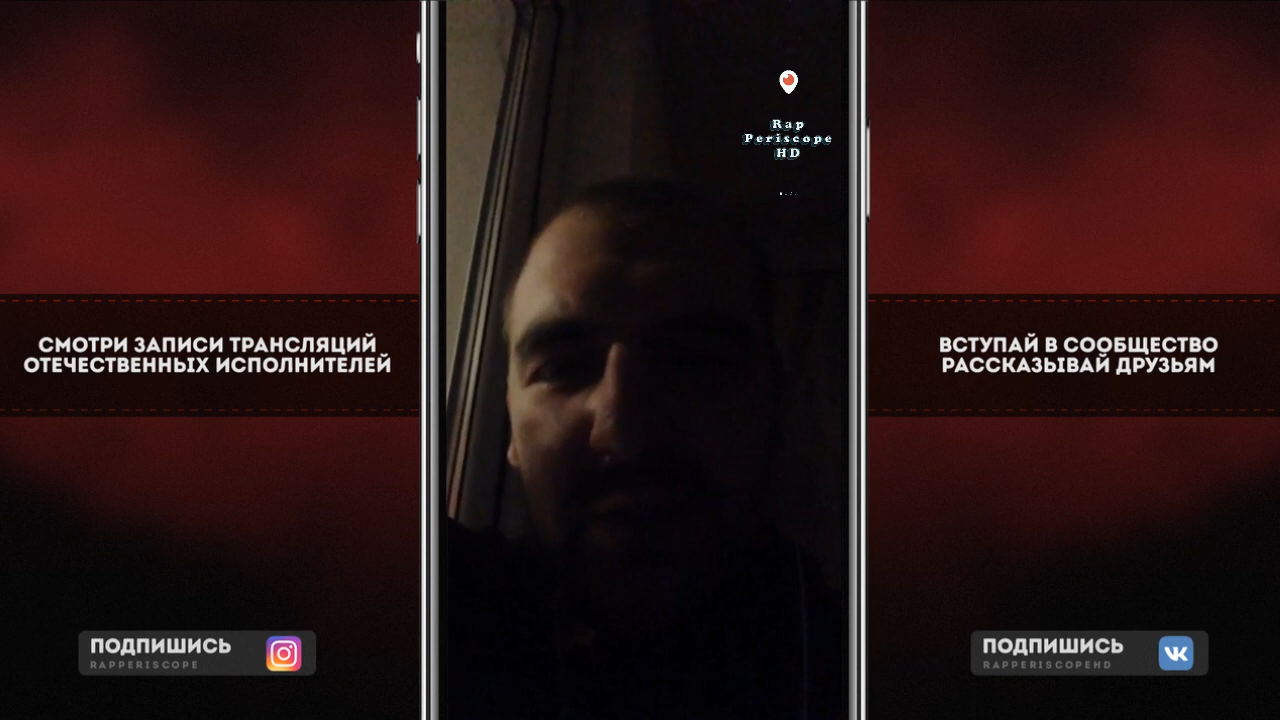 Rap
Periscope
HD
СМОТРИ ЗАПИСИ ТРАНСЛЯЦИЙ
ОТЕЧЕСТВЕННЫХ ИСПОЛНИТЕЛЕЙ
ВСТУПАЙ В СООБЩЕСТВО
РАССКАЗЫВАЙ ДРУЗЬЯМ
ПОДПИШИСЬ
RAPPERISCOPE
ПОДПИШИСЬ
RAPPERISCOPEHD